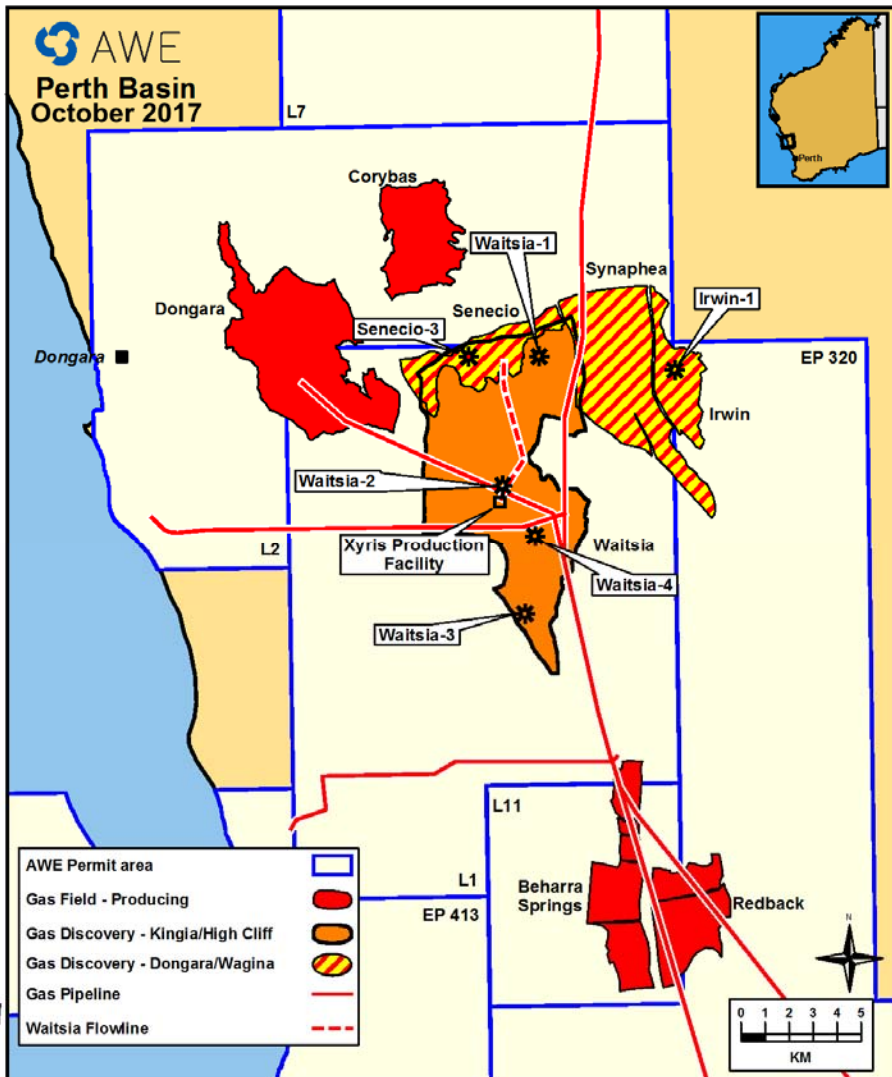 AWE
Perth Basin
October 2017
Perth
L7
Corybas
Waitsia-1
Synaphea
Dongara
Senecio
Irwin-1
Senecio-3
Dongara
EP 320
Irwin
Waitsia-2
L2
Xyris Production
Facility
Waitsia
Waitsia-4
Waitsia-3
L11
L1
EP 413
Beharra
Springs
Redback
AWE Permit area
Gas Field - Producing
Gas Discovery - Kingia/High Cliff
Gas Discovery - Dongara/Wagina
Gas Pipeline
Waitsia Flowline
N
0 1 2 3 4 5
KM